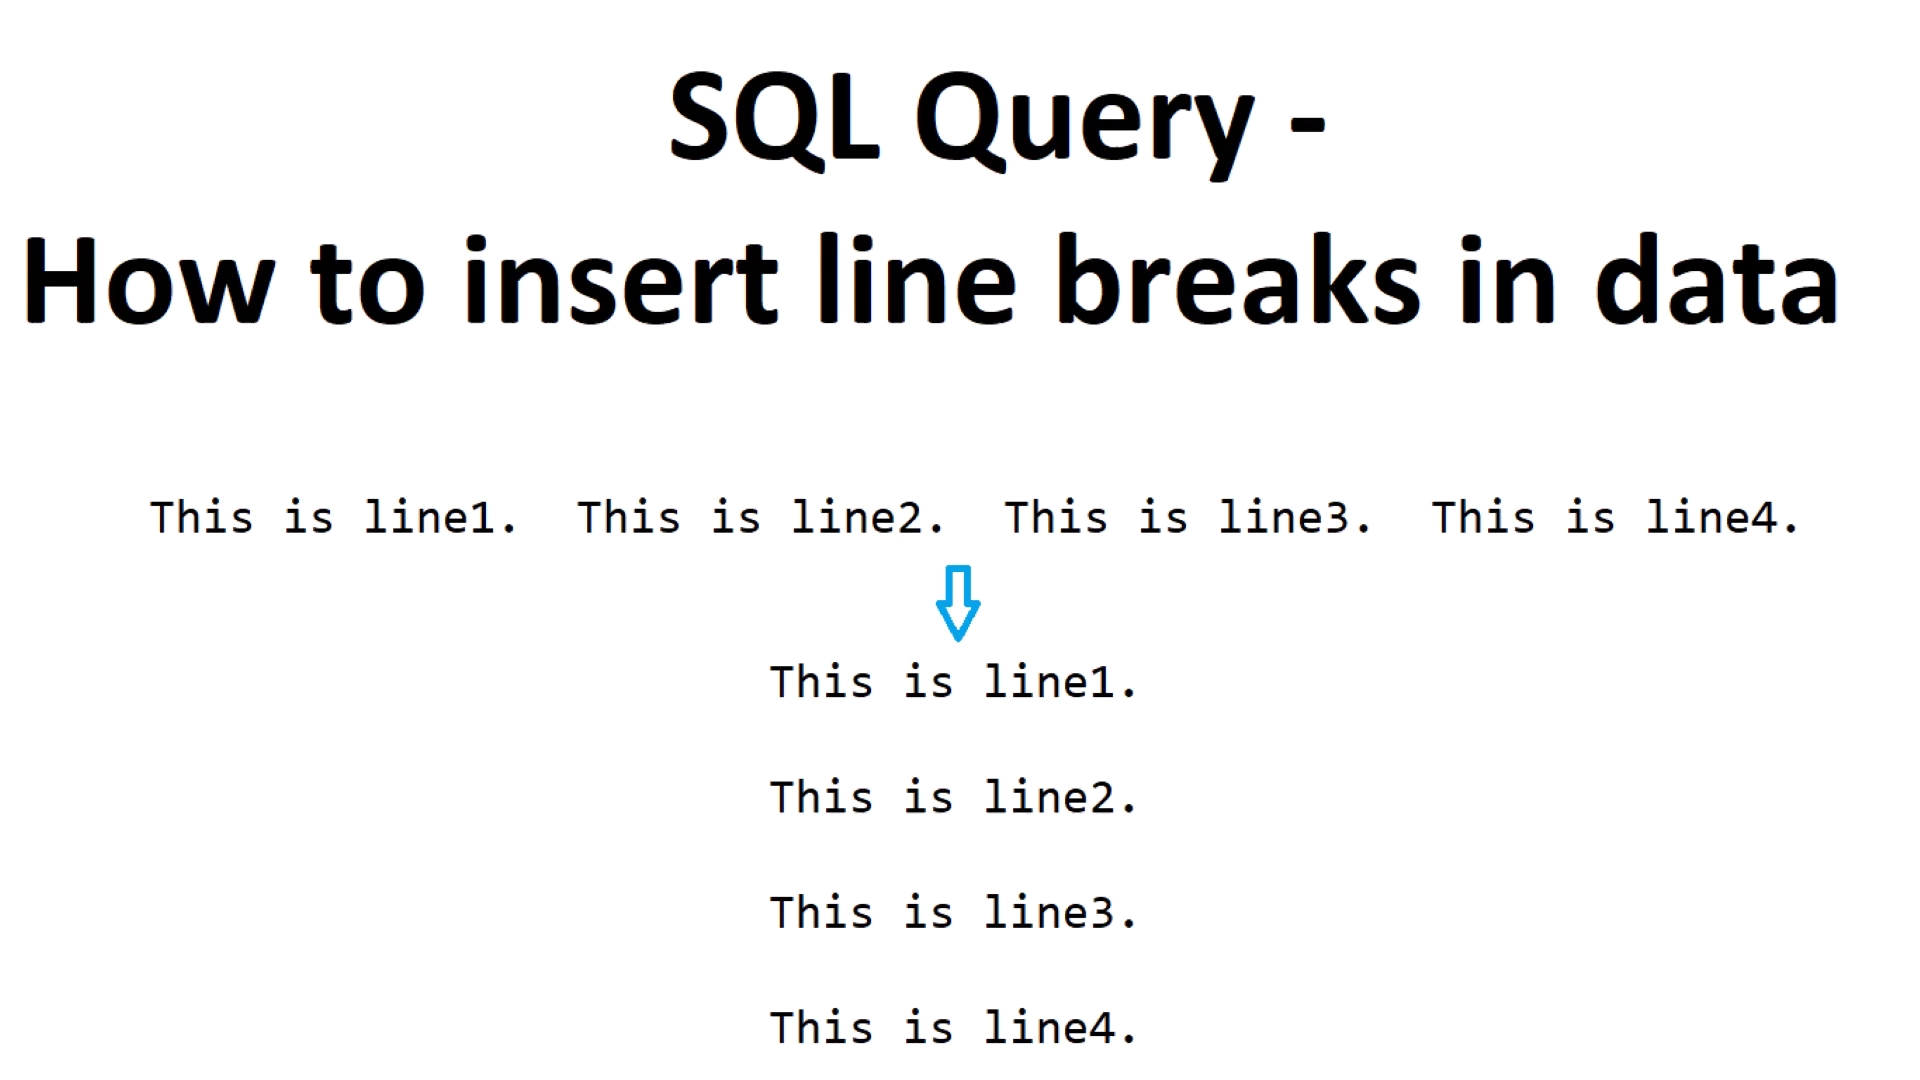 SQL Query -
How to insert line breaks in data
This is line1.  This is line2.  This is line3.  This is line4.
This is line1.
This is line2.
This is line3.
This is line4.